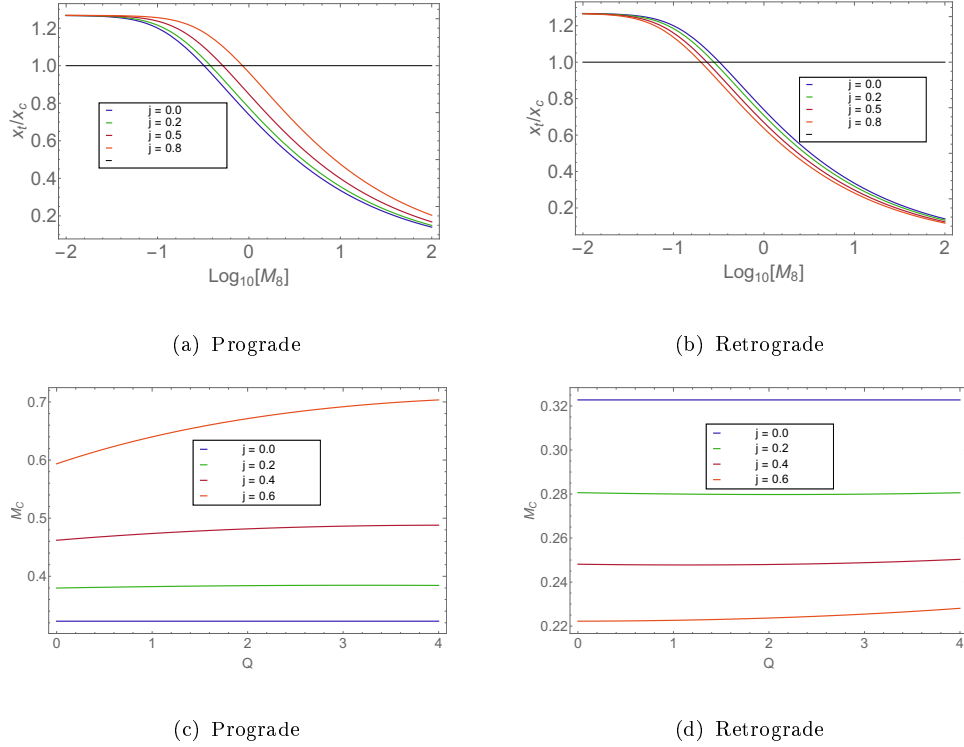 1.2
1.0
0.8
0.6
0.4
0.2
x_t/x_c
j = 0.0
j = 0.2
j = 0.5
j = 0.8
−2 −1 0 1 2
Log₁₀[M₈]
(a) Prograde
1.2
1.0
0.8
0.6
0.4
0.2
x_t/x_c
j = 0.0
j = 0.2
j = 0.5
j = 0.8
−2 −1 0 1 2
Log₁₀[M₈]
(b) Retrograde
0.7
0.6
0.5
0.4
M_C
j = 0.0
j = 0.2
j = 0.4
j = 0.6
0 1 2 3 4
Q
(c) Prograde
0.32
0.30
0.28
0.26
0.24
0.22
M_C
j = 0.0
j = 0.2
j = 0.4
j = 0.6
0 1 2 3 4
Q
(d) Retrograde